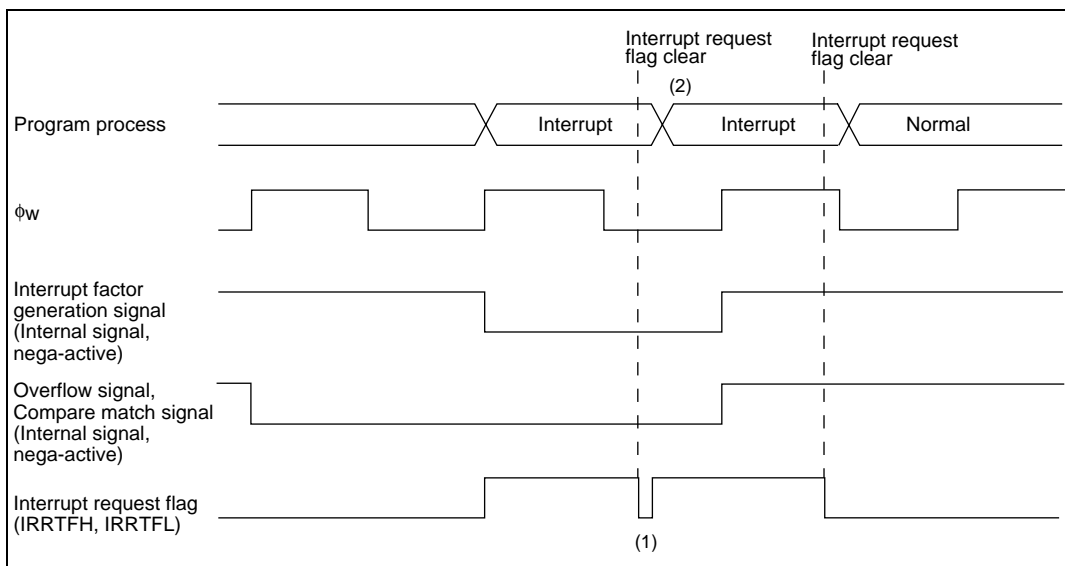 Interrupt request
flag clear
Interrupt request
flag clear
(2)
Program process
Interrupt
Interrupt
Normal
ϕw
Interrupt factor
generation signal
(Internal signal,
nega-active)
Overflow signal,
Compare match signal
(Internal signal,
nega-active)
Interrupt request flag
(IRRTFH, IRRTFL)
(1)